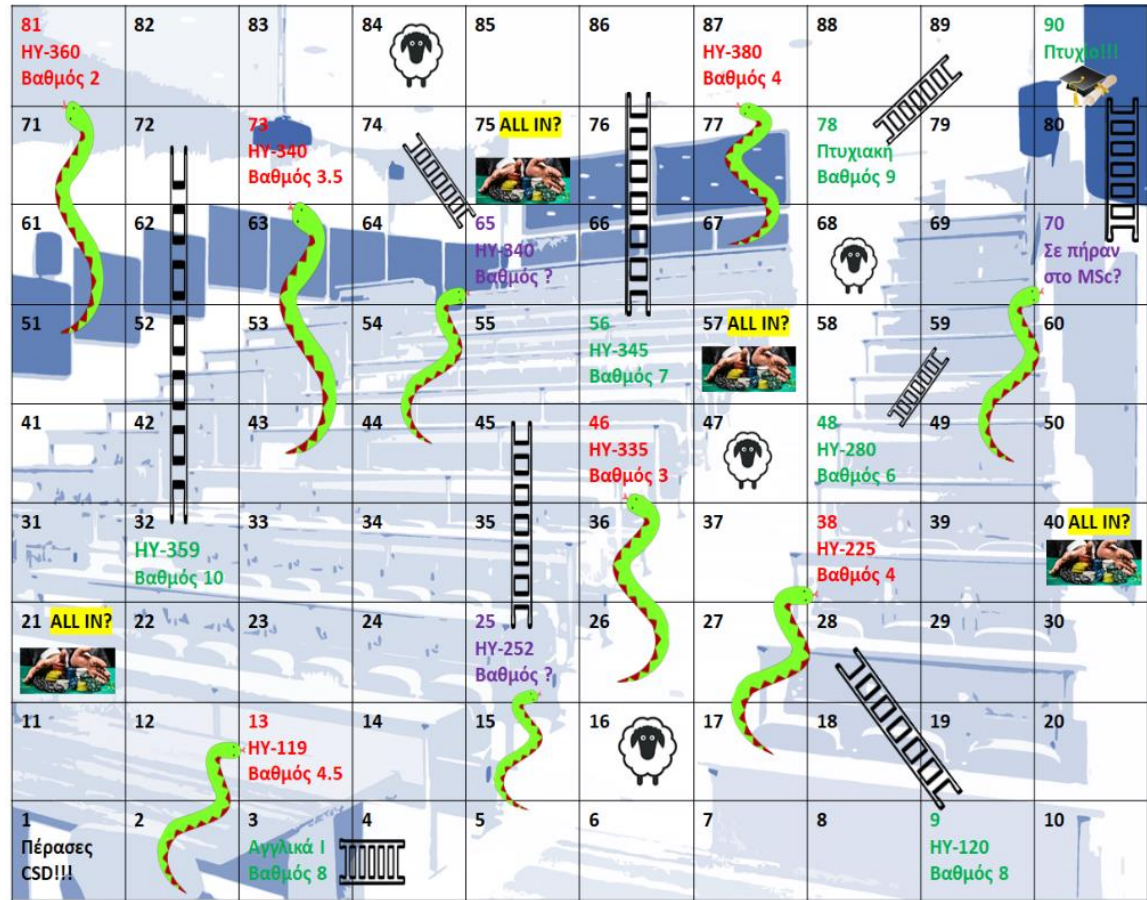 81 82 83 84 85 86 87 88 89 90
HY-360 HY-380 Πτυχίο!!!
Βαθμός 2 Βαθμός 4
71 72 73 74 75 ALL IN? 76 77 78 79 80
HY-340 Πτυχιακη
Βαθμός 3.5 Βαθμός 9
61 62 63 64 65 66 67 68 69 70
HY-340 Σε πήραν
Βαθμός ? στο MSc?
51 52 53 54 55 56 57 ALL IN? 58 59 60
HY-345
Βαθμός 7
41 42 43 44 45 46 47 48 49 50
HY-335 HY-280
Βαθμός 3 Βαθμός 6
31 32 33 34 35 36 37 38 39 40 ALL IN?
HY-359 HY-225
Βαθμός 10 Βαθμός 4
21 ALL IN? 22 23 24 25 26 27 28 29 30
HY-252
Βαθμός ?
11 12 13 14 15 16 17 18 19 20
HY-119
Βαθμός 4.5
1 2 3 4 5 6 7 8 9 10
Πέρασες Αγγλικά Ι HY-120
CSD!!! Βαθμός 8 Βαθμός 8